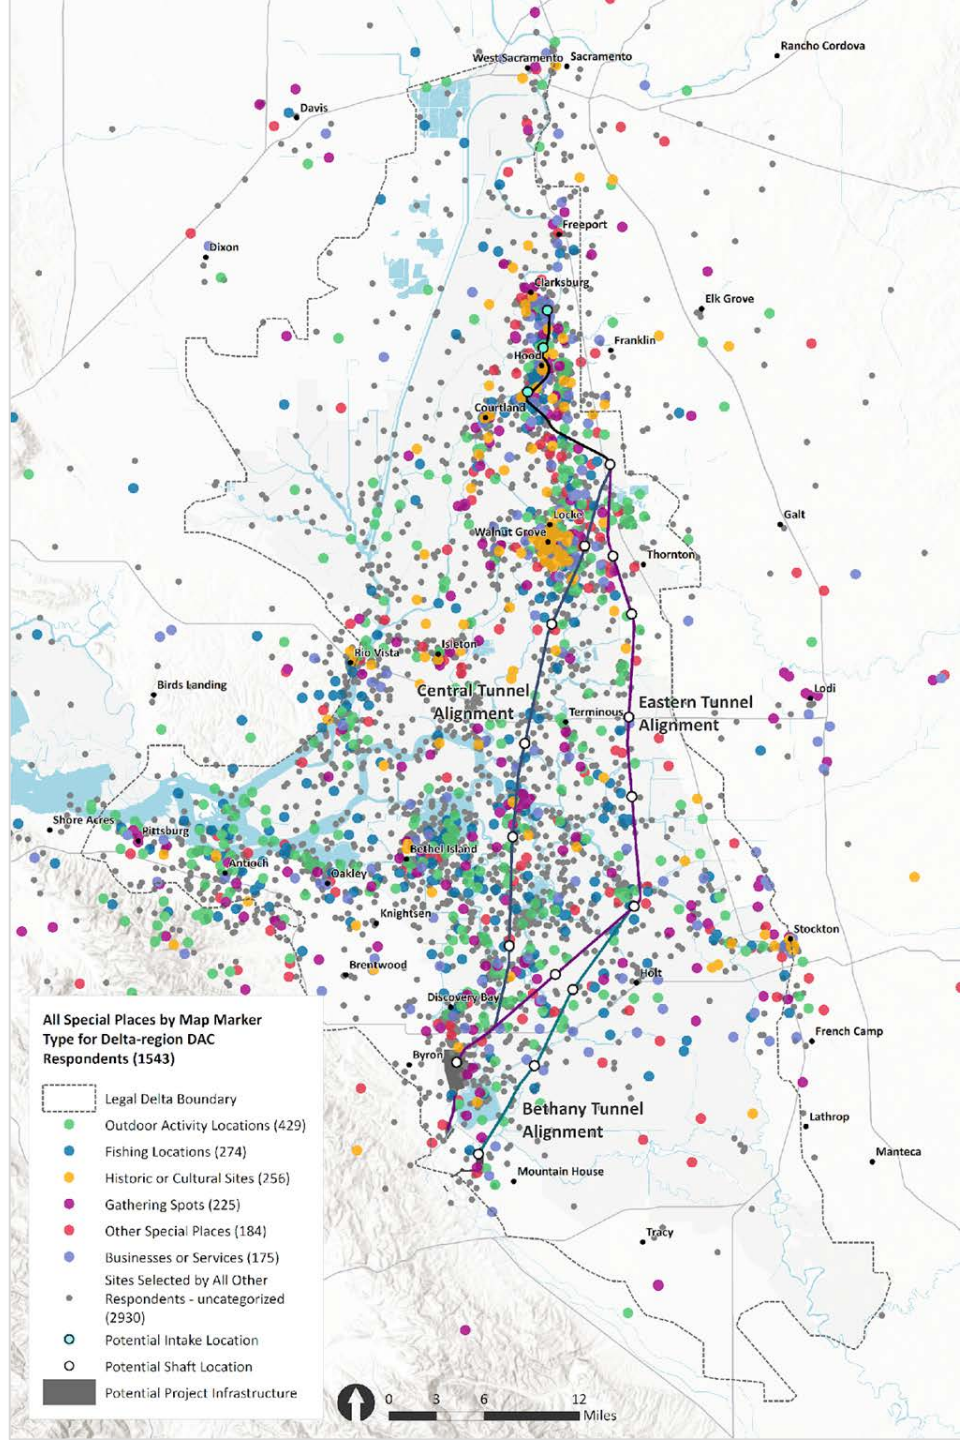 Rancho Cordova
West Sacramento
Sacramento
Davis
Freeport
Dixon
Clarksburg
Elk Grove
Franklin
Hood
Courtland
Locke
Galt
Walnut Grove
Thornton
Isleton
Rio Vista
Birds Landing
Lodi
Central Tunnel
Alignment
Eastern Tunnel
Alignment
Terminous
Shore Acres
Pittsburg
Bethel Island
Antioch
Oakley
Knightsen
Stockton
Brentwood
Holt
Discovery Bay
French Camp
Byron
Bethany Tunnel
Alignment
Lathrop
Manteca
Mountain House
Tracy
All Special Places by Map Marker
Type for Delta-region DAC
Respondents (1543)
Legal Delta Boundary
Outdoor Activity Locations (429)
Fishing Locations (274)
Historic or Cultural Sites (256)
Gathering Spots (225)
Other Special Places (184)
Businesses or Services (175)
Sites Selected by All Other
Respondents - uncategorized
(2930)
Potential Intake Location
Potential Shaft Location
Potential Project Infrastructure
0 3 6 12
Miles